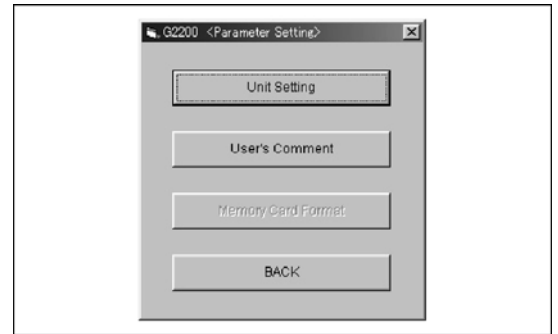 G2200 <Parameter Setting>
Unit Setting
User's Comment
Memory Card Format
BACK